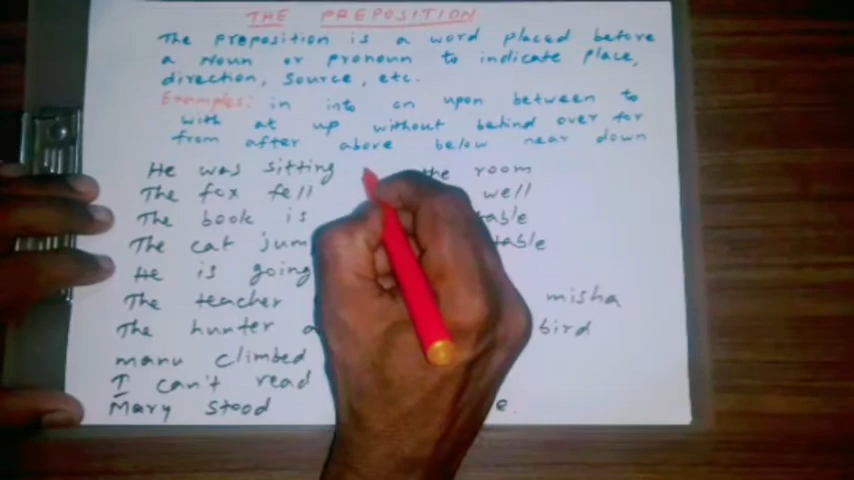 THE PREPOSITION
The preposition is a word placed before
a Noun or pronoun to indicate place,
direction, source, etc.
Examples: in into on upon between to
with at up without behind over for
from after above below near down
He was sitting the room
The fox fell well
The book is table
The cat jum table
He is going
The teacher misha
The hunter a bird
manu climbed
I can't read
Mary stood e.